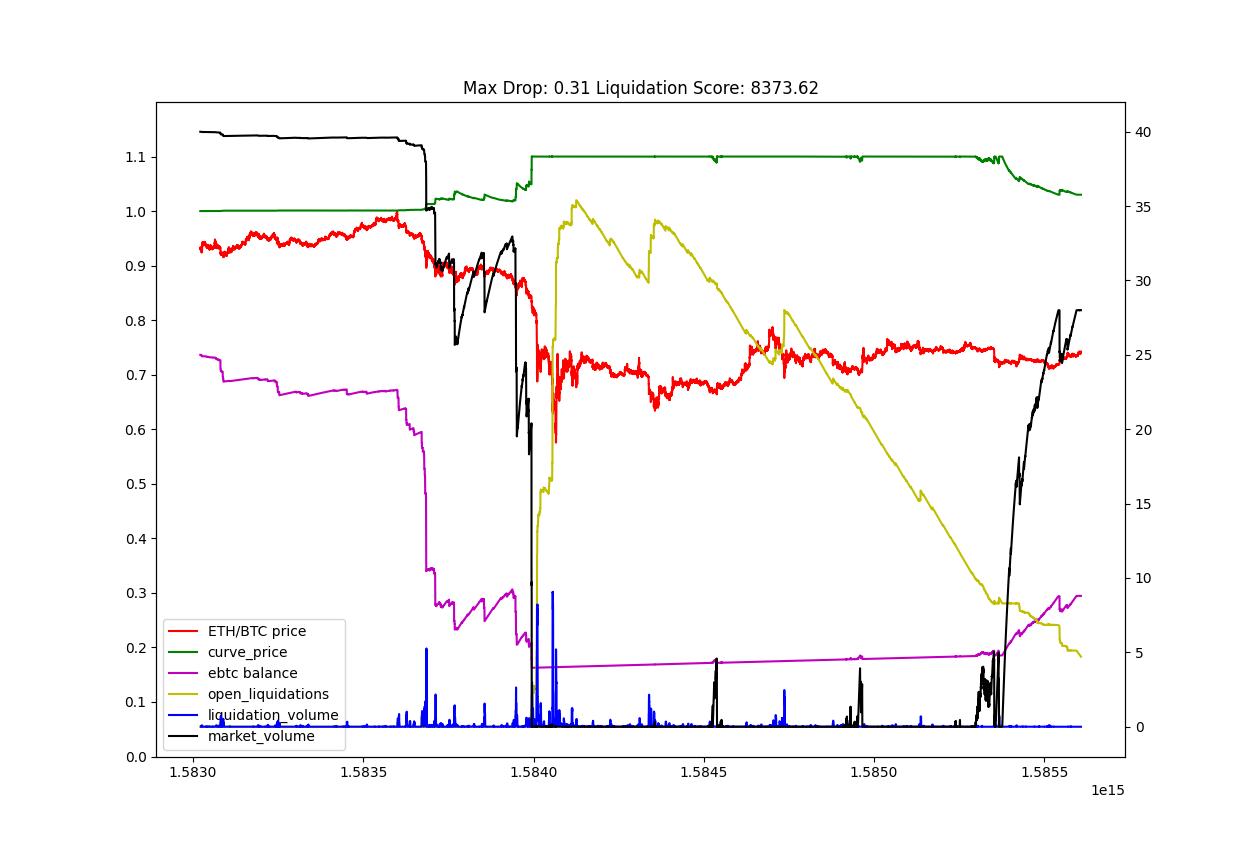 Max Drop: 0.31 Liquidation Score: 8373.62
1.1
1.0
0.9
0.8
0.7
0.6
0.5
0.4
0.3
0.2
0.1
0.0
40
35
30
25
20
15
10
5
0
ETH/BTC price
curve_price
ebtc balance
open_liquidations
liquidation_volume
market_volume
1.5830 1.5835 1.5840 1.5845 1.5850 1.5855
1e15